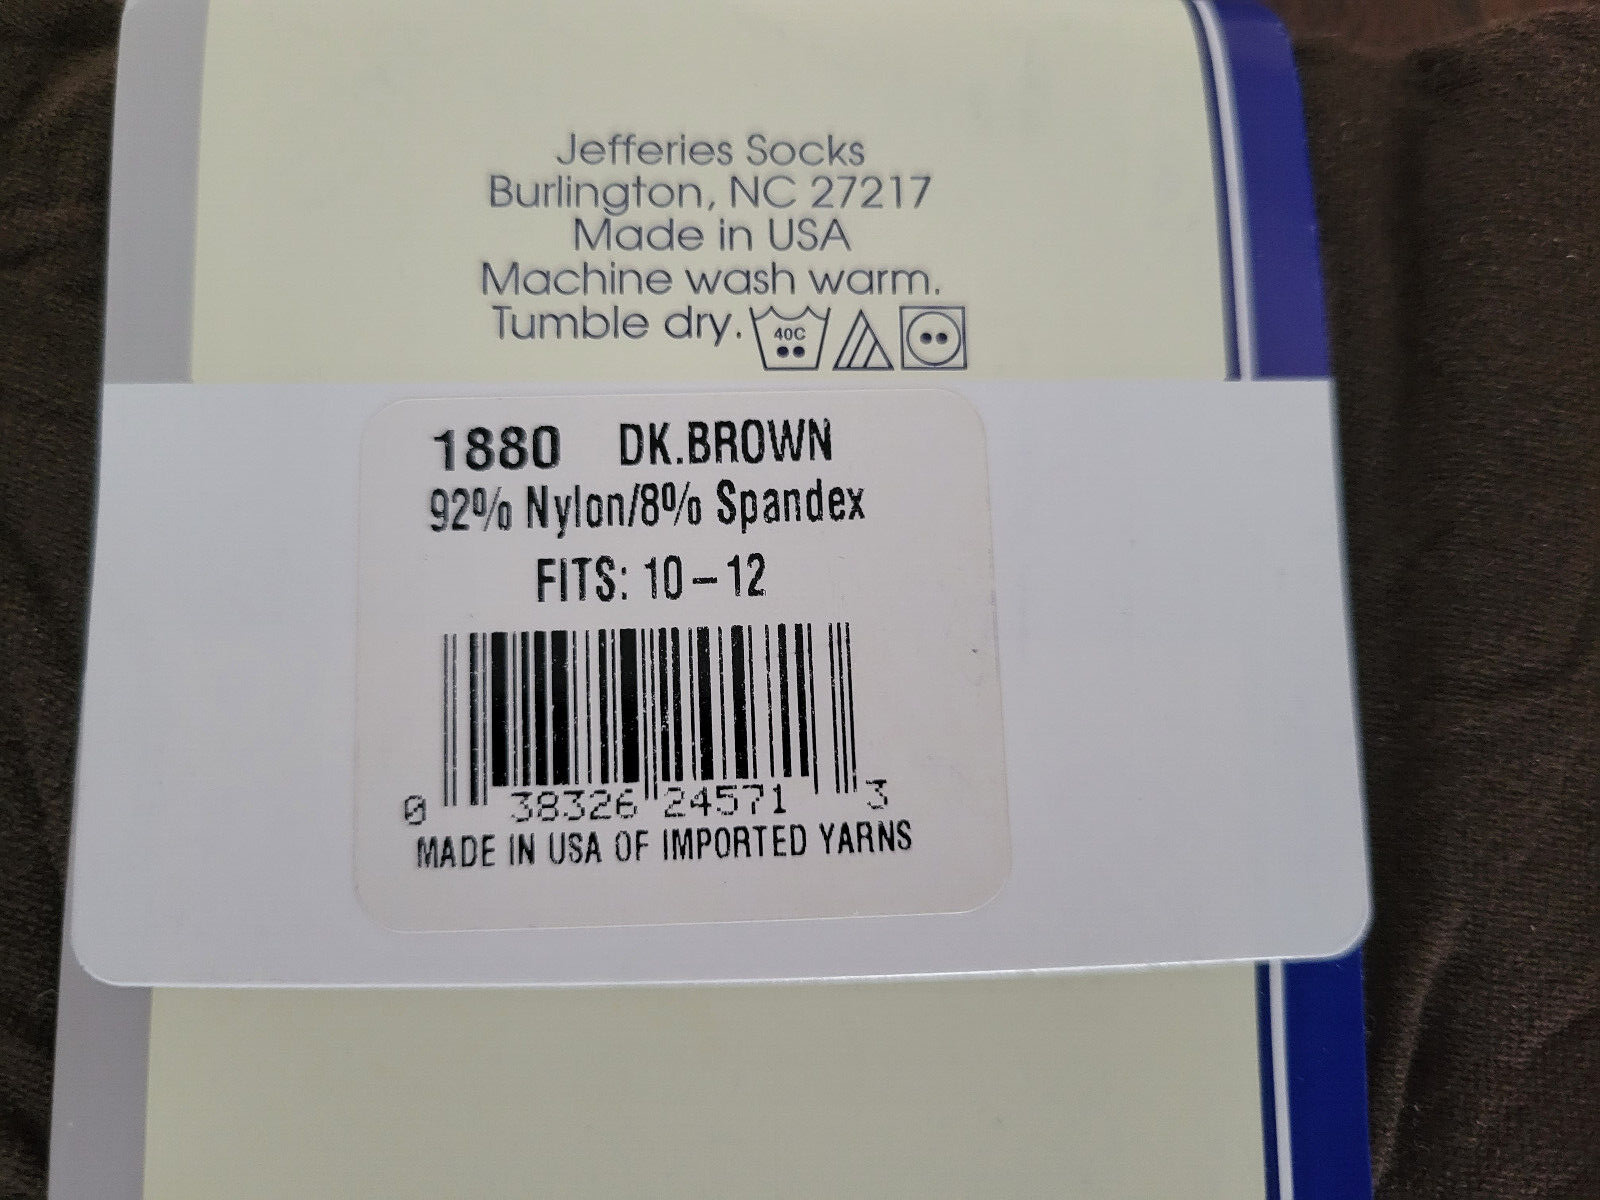 Jefferies Socks
Burlington, NC 27217
Made in USA
Machine wash warm.
Tumble dry. 40C
1880 DK.BROWN
92% Nylon/8% Spandex
FITS: 10-12
0 38326 24571 3
MADE IN USA OF IMPORTED YARNS